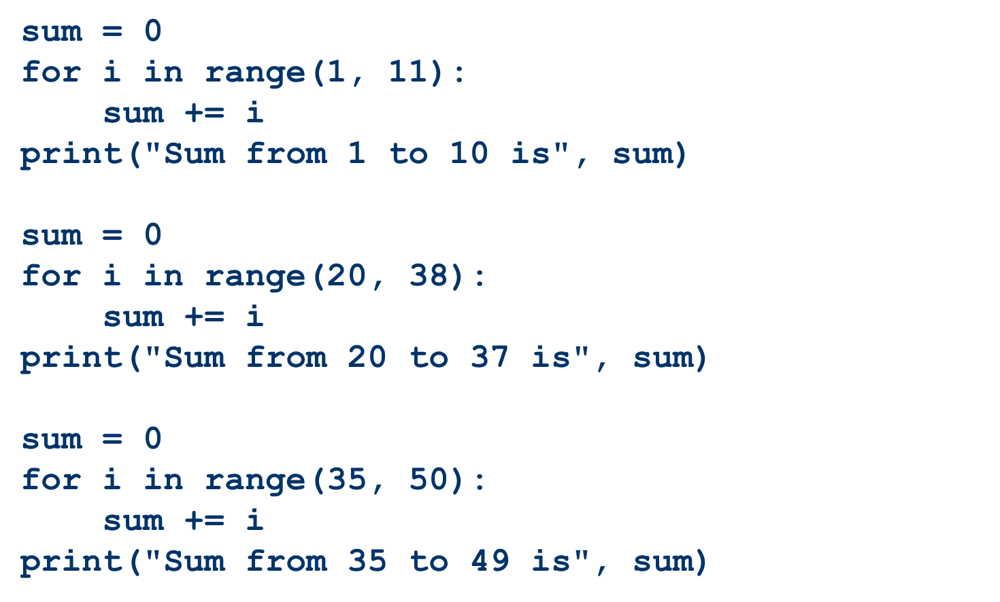 sum = 0
for i in range(1, 11):
    sum += i
print("Sum from 1 to 10 is", sum)

sum = 0
for i in range(20, 38):
    sum += i
print("Sum from 20 to 37 is", sum)

sum = 0
for i in range(35, 50):
    sum += i
print("Sum from 35 to 49 is", sum)